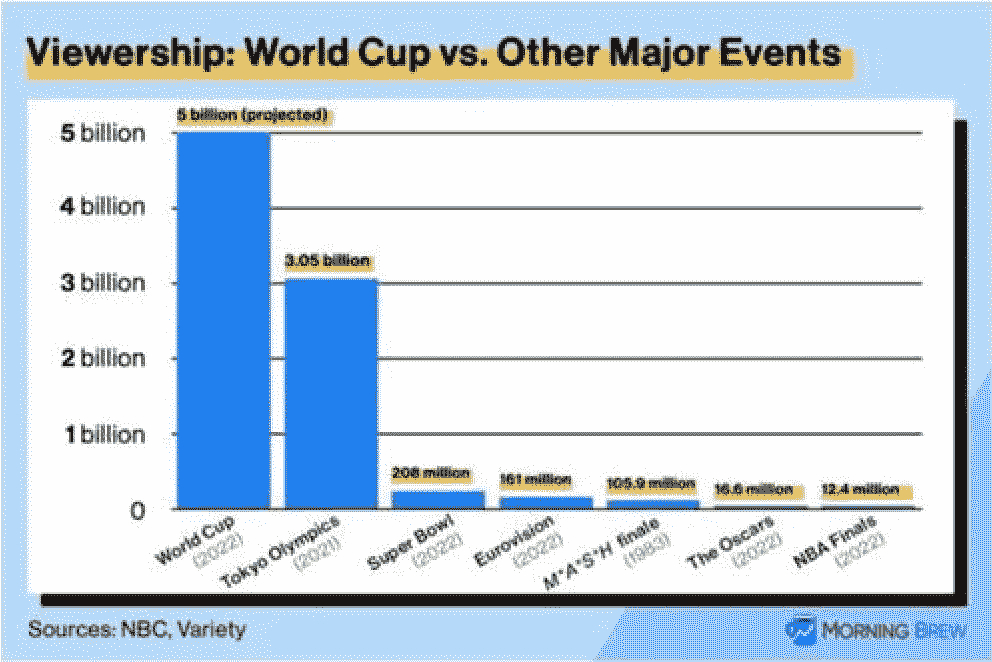 Viewership: World Cup vs. Other Major Events
5 billion (projected)
5 billion
4 billion
3.05 billion
3 billion
2 billion
1 billion
208 million
161 million
105.9 million
16.6 million
12.4 million
0
World Cup
(2022)
Tokyo Olympics
(2021)
Super Bowl
(2022)
Eurovision
(2022)
M*A*S*H finale
(1983)
The Oscars
(2022)
NBA Finals
(2022)
Sources: NBC, Variety
MORNING BREW